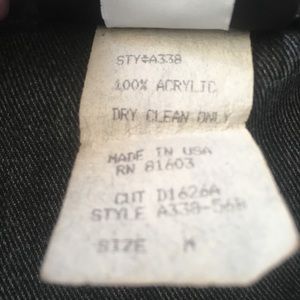 STY#A338
100% ACRYLIC
DRY CLEAN ONLY
MADE IN USA
RN 81603
CUT D1626A
STYLE A338-56B
SIZE M